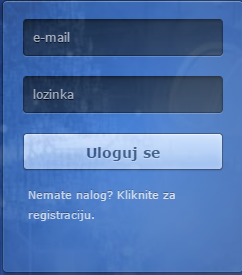 e-mail
lozinka
Uloguj se
Nemate nalog? Kliknite za
registraciju.